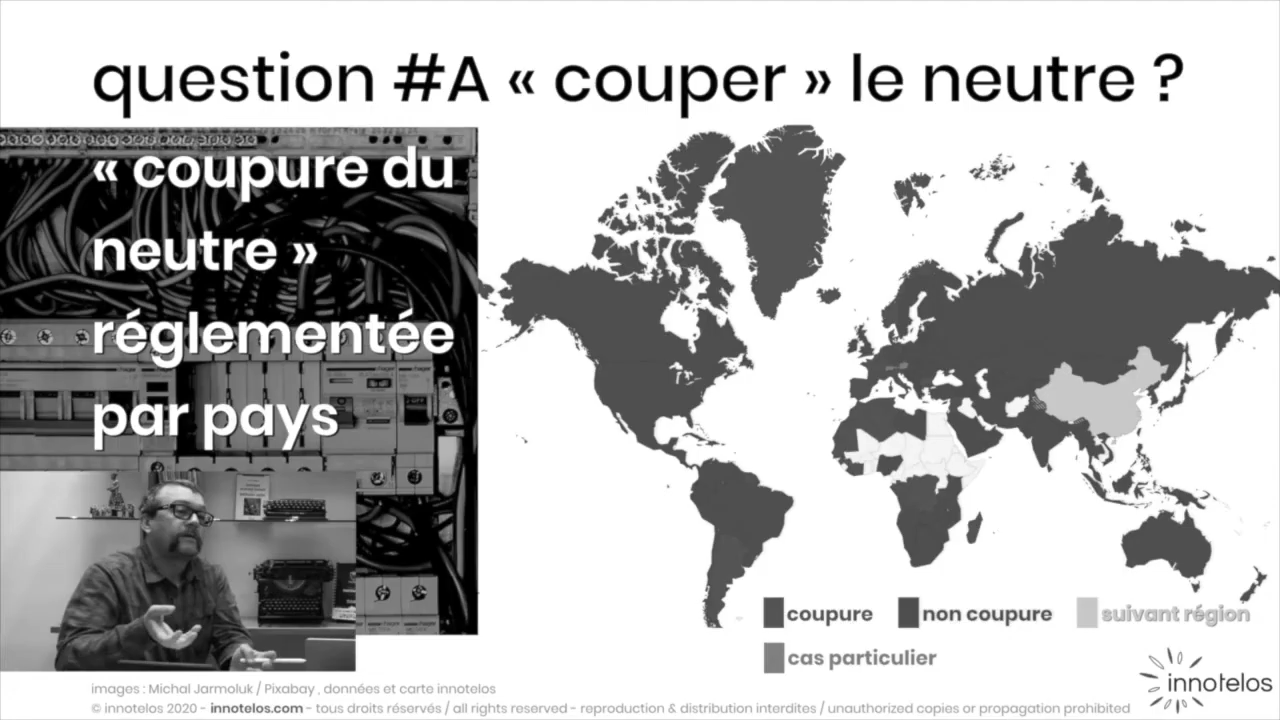 question #A « couper » le neutre ?
« coupure du
neutre »
réglementée
par pays
coupure
non coupure
suivant région
cas particulier
images : Michal Jarmoluk / Pixabay , données et carte innotelos
© innotelos 2020 - innotelos.com - tous droits réservés / all rights reserved - reproduction & distribution interdites / unauthorized copies or propagation prohibited
innotelos